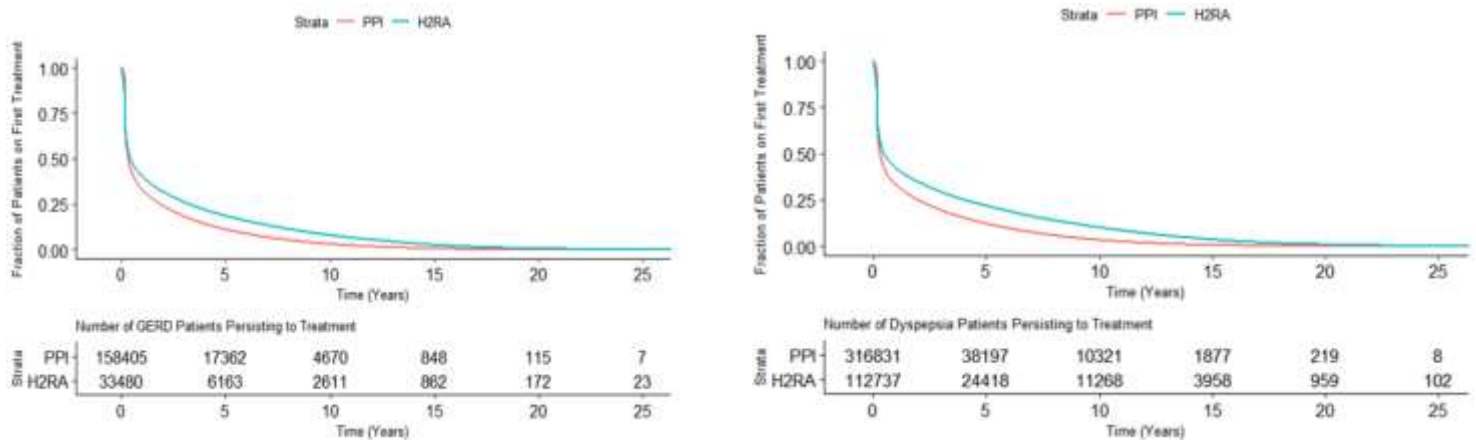 Strata PPI H2RA
Fraction of Patients on First Treatment
1.00
0.75
0.50
0.25
0.00
0 5 10 15 20 25
Time (Years)
Number of GERD Patients Persisting to Treatment
Strata
PPI 158405 17362 4670 848 115 7
H2RA 33480 6163 2611 862 172 23
0 5 10 15 20 25
Time (Years)
Strata PPI H2RA
Fraction of Patients on First Treatment
1.00
0.75
0.50
0.25
0.00
0 5 10 15 20 25
Time (Years)
Number of Dyspepsia Patients Persisting to Treatment
Strata
PPI 316831 38197 10321 1877 219 8
H2RA 112737 24418 11268 3958 959 102
0 5 10 15 20 25
Time (Years)